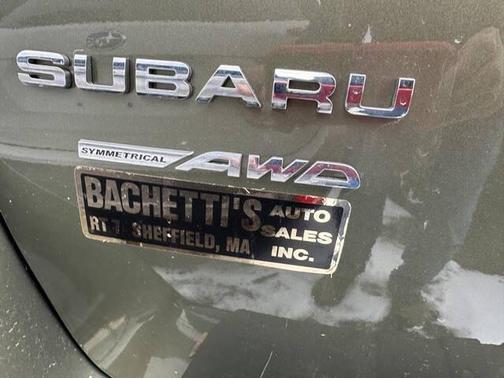 SUBARU
SYMMETRICAL AWD
BACHETTI'S AUTO
RT 7 SHEFFIELD, MA SALES
INC.